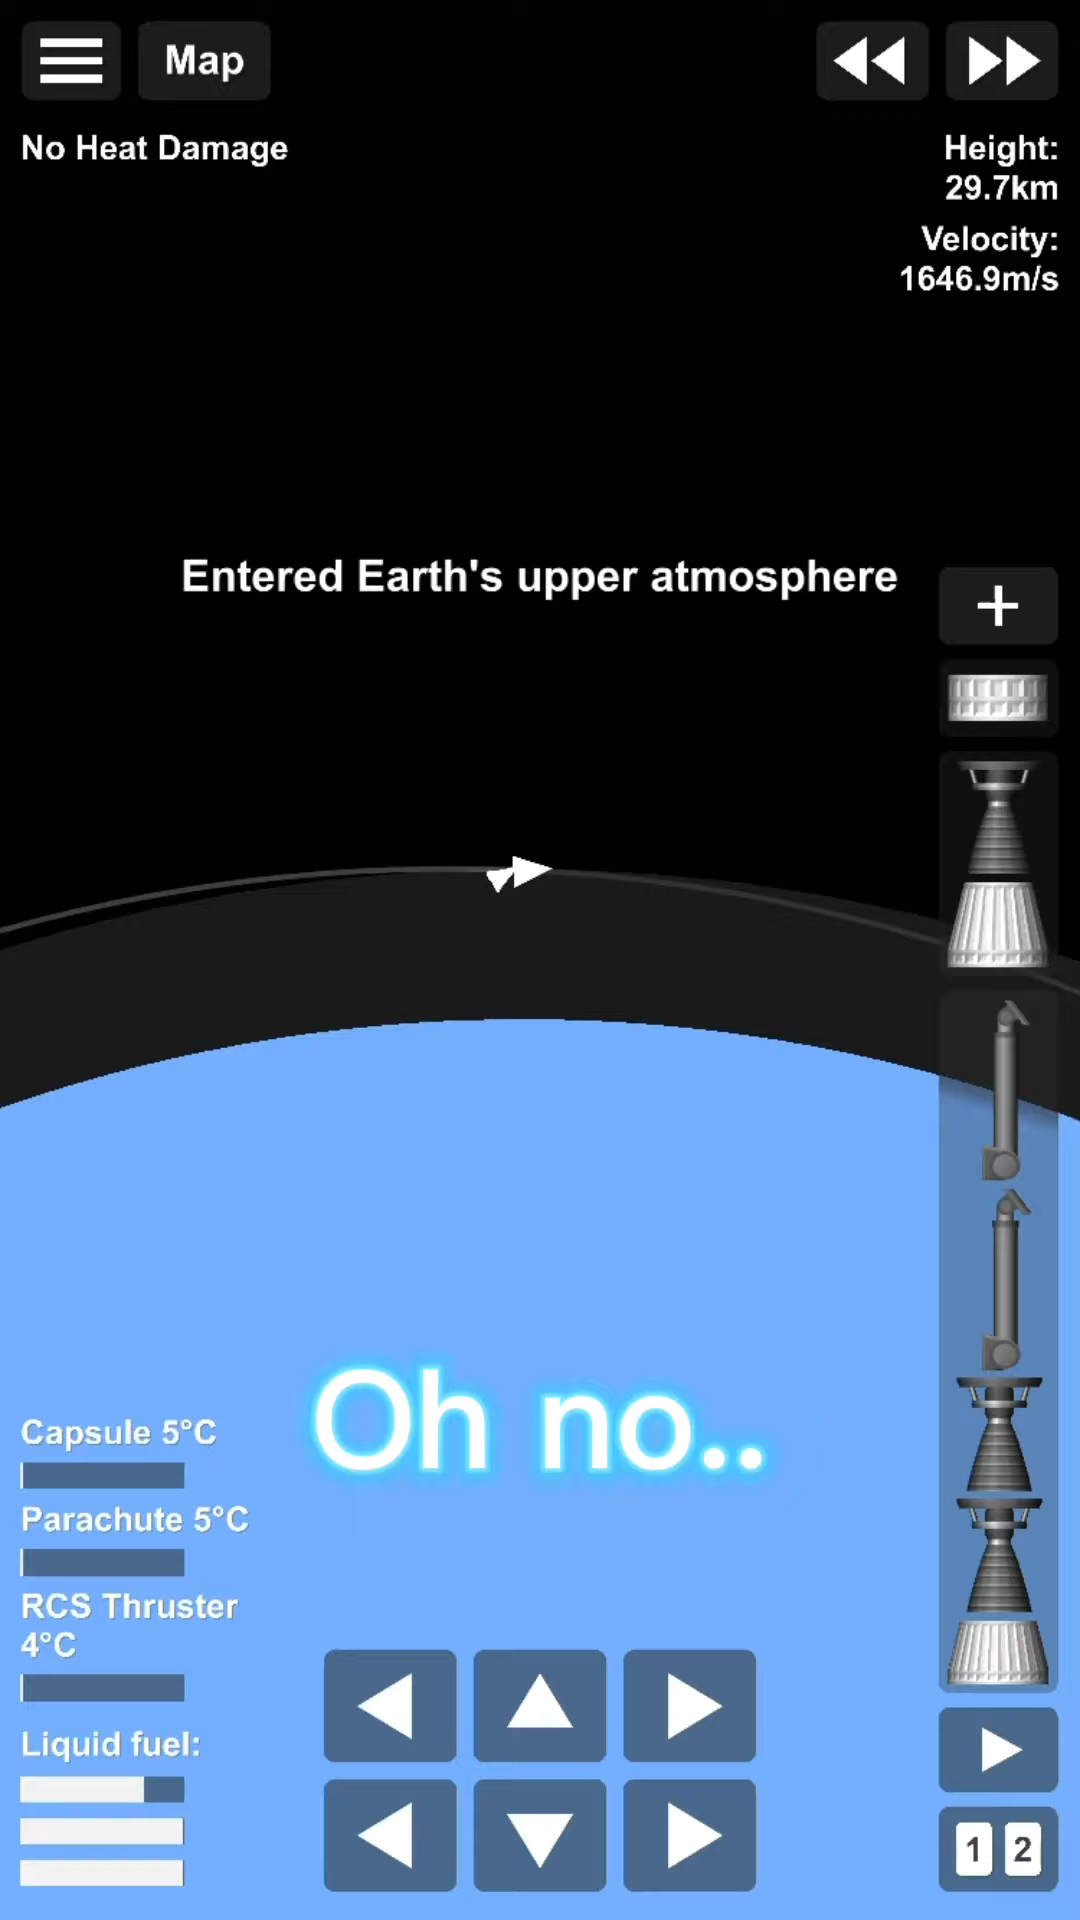 Map
No Heat Damage
Height:
29.7km
Velocity:
1646.9m/s
Entered Earth's upper atmosphere
Oh no..
Capsule 5°C
Parachute 5°C
RCS Thruster
4°C
Liquid fuel:
1 2